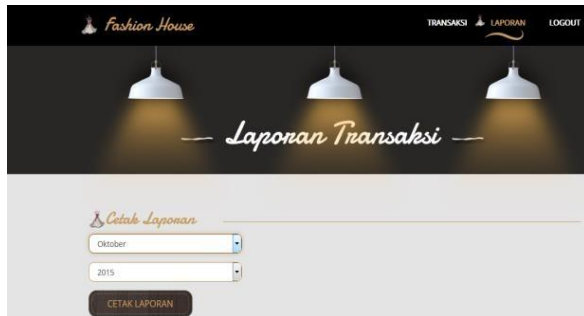 Fashion House
TRANSAKSI LAPORAN LOGOUT
Laporan Transaksi
Cetak Laporan
Oktober
2015
CETAK LAPORAN